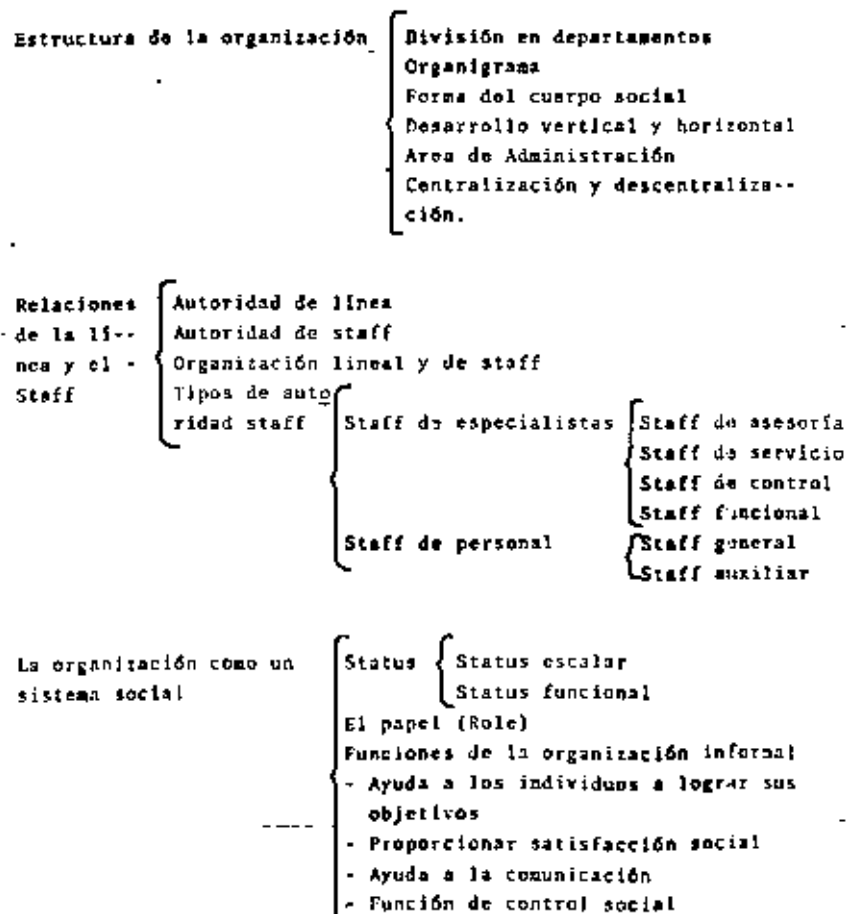 Estructura de la organización
División en departamentos
Organigrama
Forma del cuerpo social
Desarrollo vertical y horizontal
Area de Administración
Centralización y descentraliza--
ción.
Relaciones
de la lí--
nea y el -
Staff
Autoridad de línea
Autoridad de staff
Organización lineal y de staff
Tipos de auto
ridad staff
Staff de especialistas
Staff de asesoría
Staff de servicio
Staff de control
Staff funcional
Staff de personal
Staff general
Staff auxiliar
La organización como un
sistema social
Status
Status escalar
Status funcional
El papel (Role)
Funciones de la organización informal
- Ayuda a los individuos a lograr sus
objetivos
- Proporcionar satisfacción social
- Ayuda a la comunicación
- Función de control social